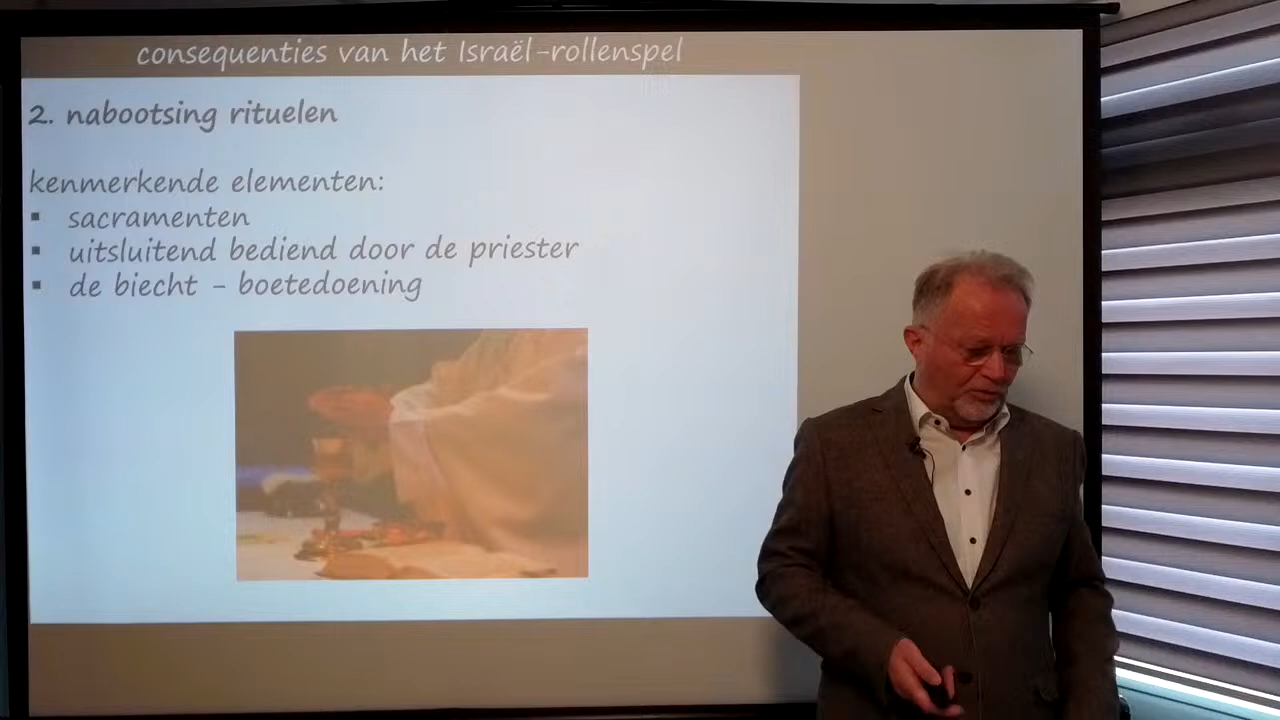 consequenties van het Israël-rollenspel
2. nabootsing rituelen
kenmerkende elementen:
▪ sacramenten
▪ uitsluitend bediend door de priester
▪ de biecht – boetedoening